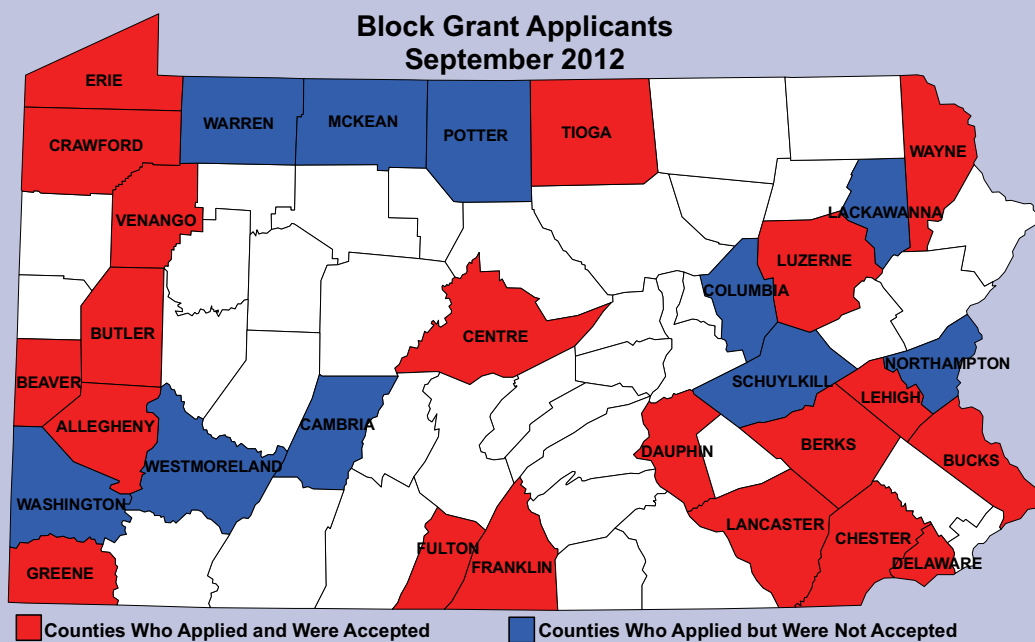 Block Grant Applicants
September 2012
ERIE
WARREN
MCKEAN
POTTER
TIOGA
CRAWFORD
WAYNE
VENANGO
LACKAWANNA
LUZERNE
COLUMBIA
BUTLER
CENTRE
NORTHAMPTON
BEAVER
SCHUYLKILL
LEHIGH
ALLEGHENY
CAMBRIA
BERKS
DAUPHIN
BUCKS
WESTMORELAND
WASHINGTON
LANCASTER
CHESTER
FULTON
FRANKLIN
DELAWARE
GREENE
Counties Who Applied and Were Accepted
Counties Who Applied but Were Not Accepted